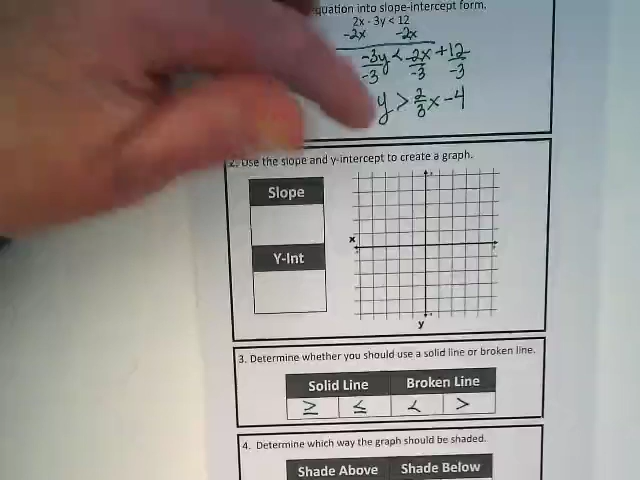 quation into slope-intercept form.
2x - 3y < 12
-2x -2x
-3y < -2x + 12
-3 -3 -3
y > 2/3 x - 4
2. Use the slope and y-intercept to create a graph.
Slope
x
Y-Int
y
3. Determine whether you should use a solid line or broken line.
Solid Line Broken Line
≥ ≤ < >
4. Determine which way the graph should be shaded.
Shade Above Shade Below